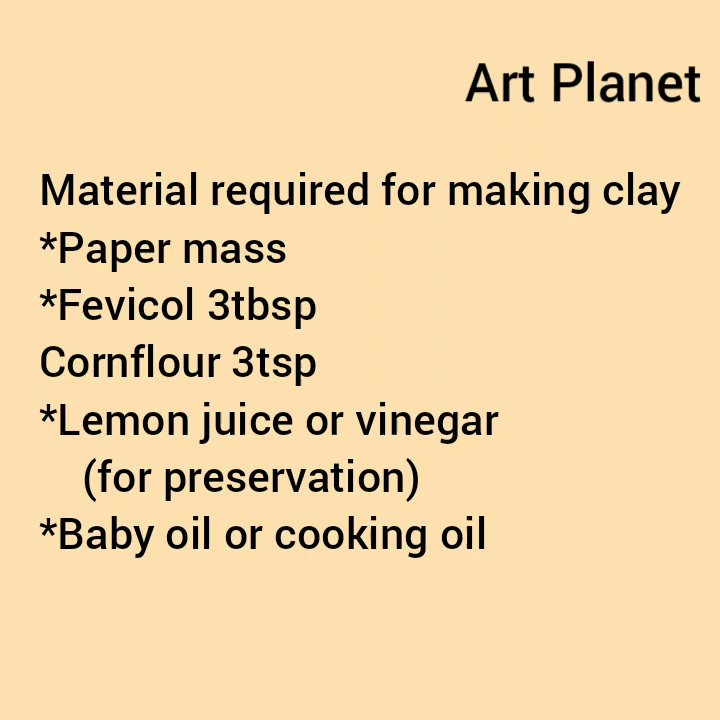 Art Planet
Material required for making clay
*Paper mass
*Fevicol 3tbsp
Cornflour 3tsp
*Lemon juice or vinegar
(for preservation)
*Baby oil or cooking oil